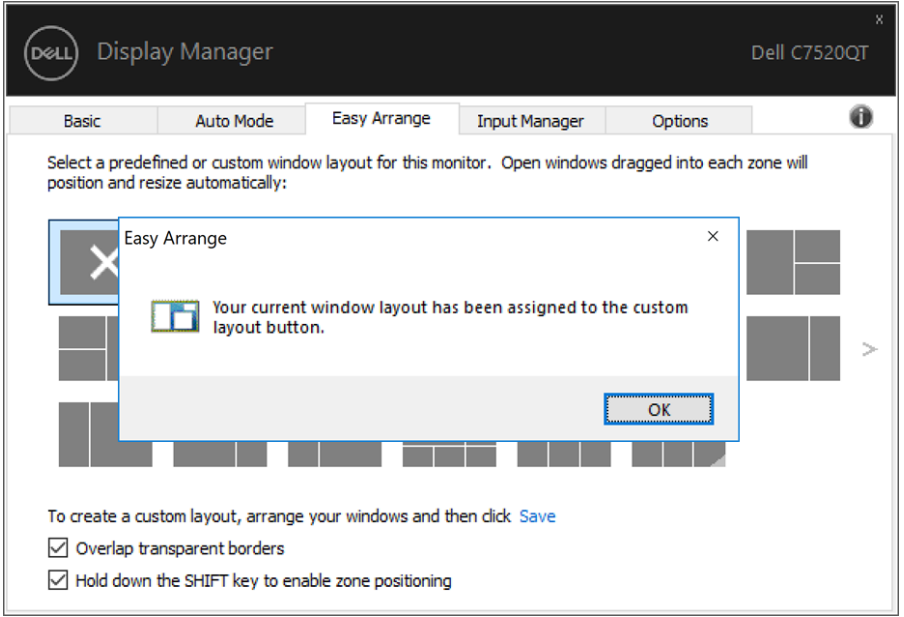 DELL Display Manager
x
Dell C7520QT
Basic Auto Mode Easy Arrange Input Manager Options
Select a predefined or custom window layout for this monitor. Open windows dragged into each zone will
position and resize automatically:
Easy Arrange
Your current window layout has been assigned to the custom
layout button.
OK
To create a custom layout, arrange your windows and then click Save
Overlap transparent borders
Hold down the SHIFT key to enable zone positioning